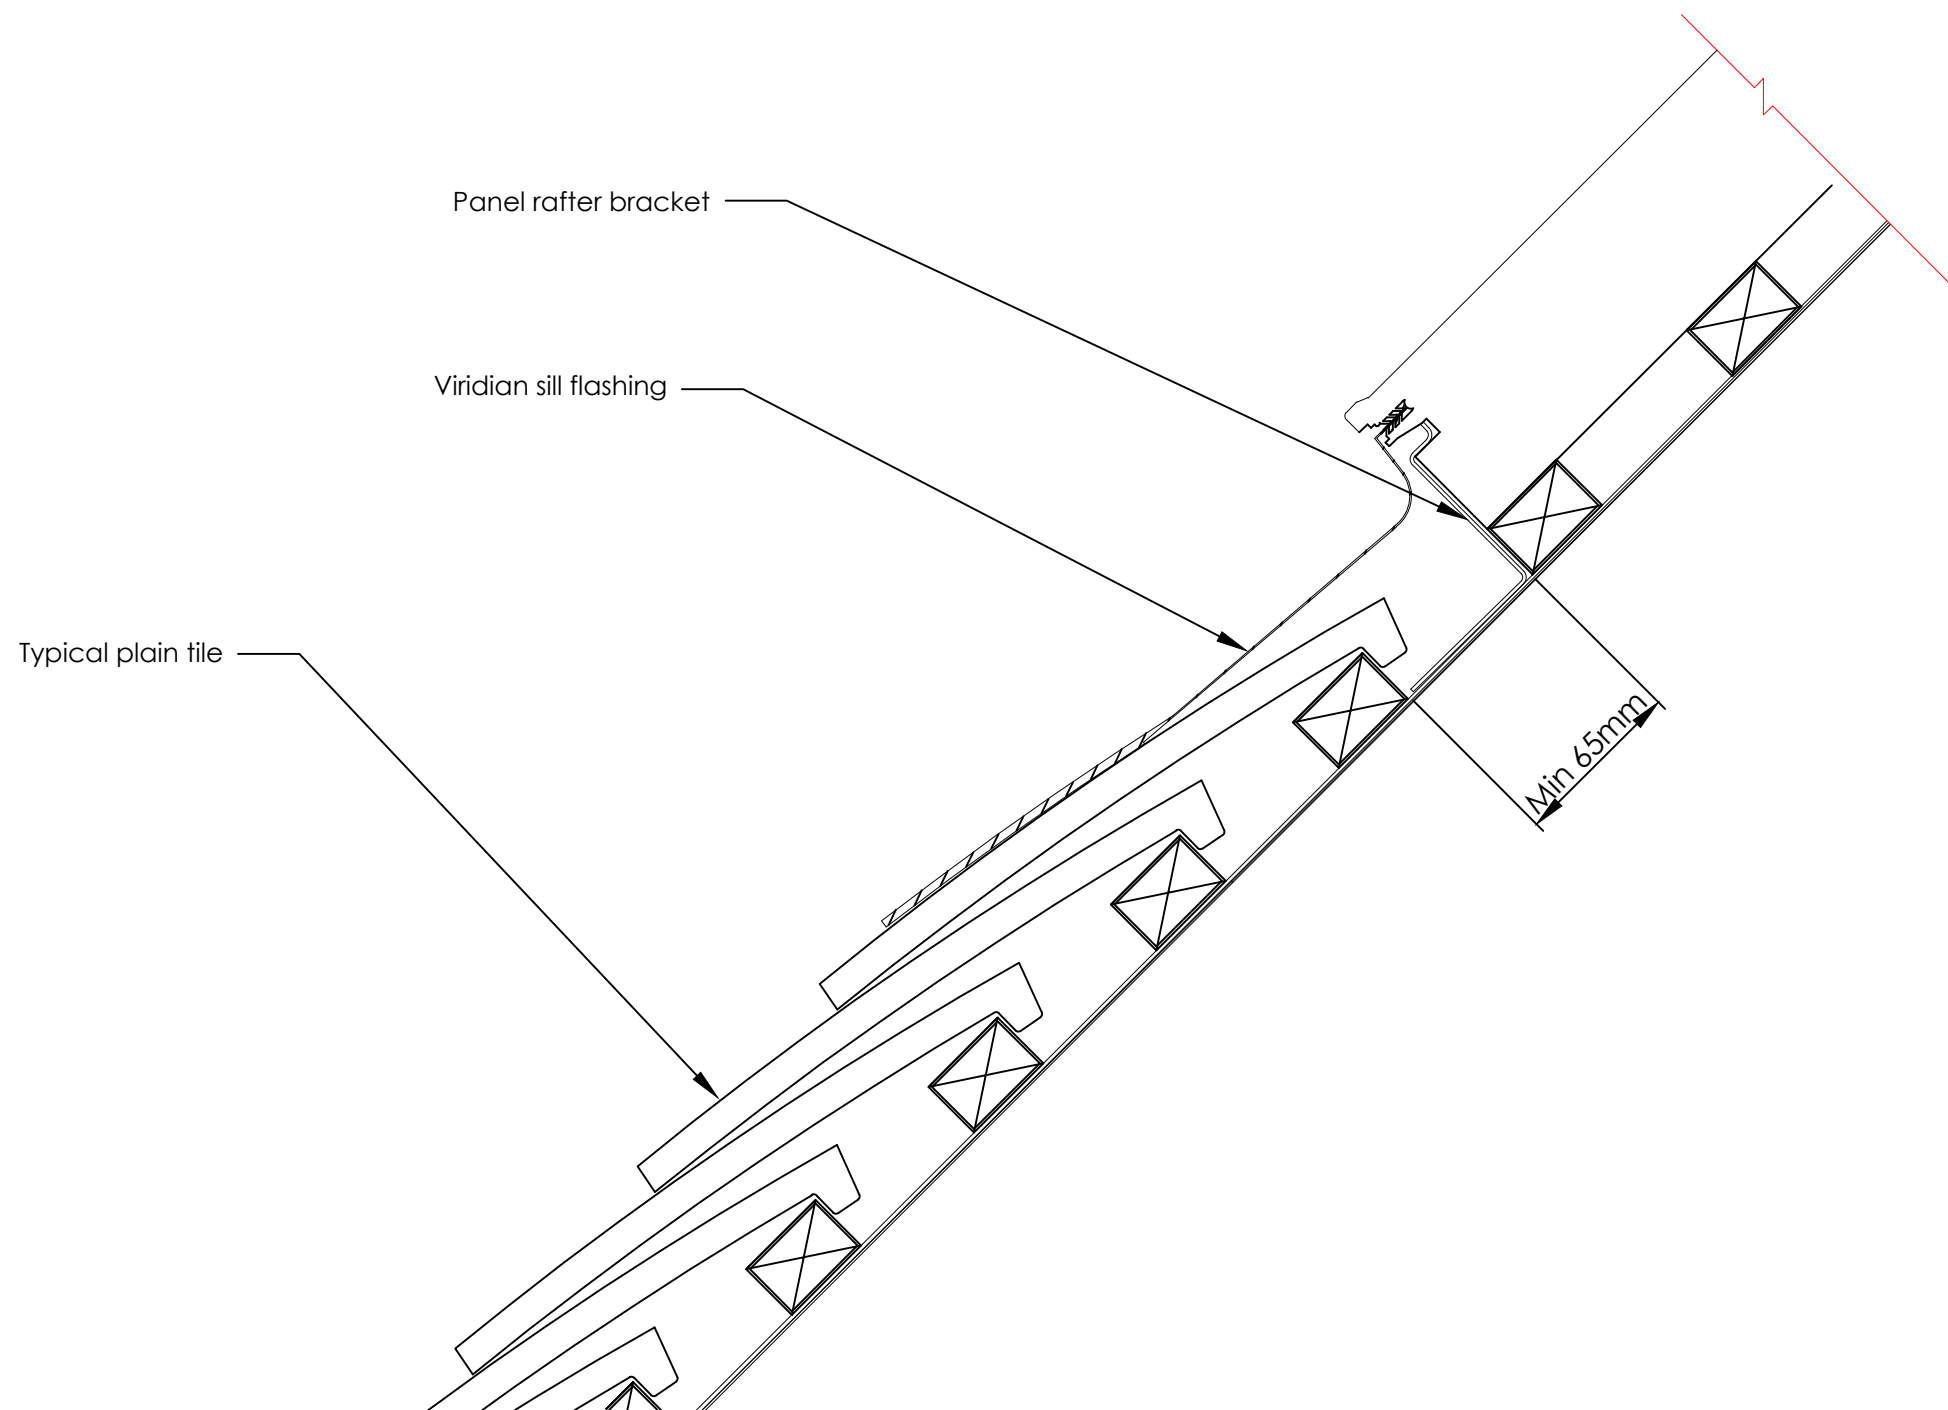 Panel rafter bracket
Viridian sill flashing
Typical plain tile
Min 65mm